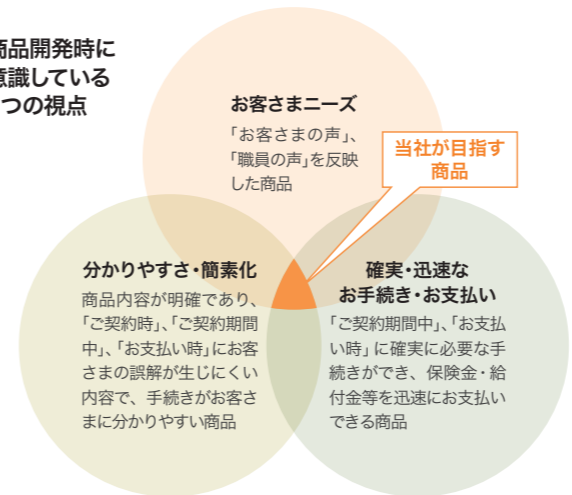 商品開発時に
意識している
つの視点
お客さまニーズ
「お客さまの声」、
「職員の声」を反映
した商品
当社が目指す
商品
分かりやすさ・簡素化
商品内容が明確であり、
「ご契約時」、「ご契約期間
中」、「お支払い時」にお客
さまの誤解が生じにくい
内容で、手続きがお客さ
まに分かりやすい商品
確実・迅速な
お手続き・お支払い
「ご契約期間中」、「お支払
い時」に確実に必要な手
続きができ、保険金・給
付金等を迅速にお支払い
できる商品